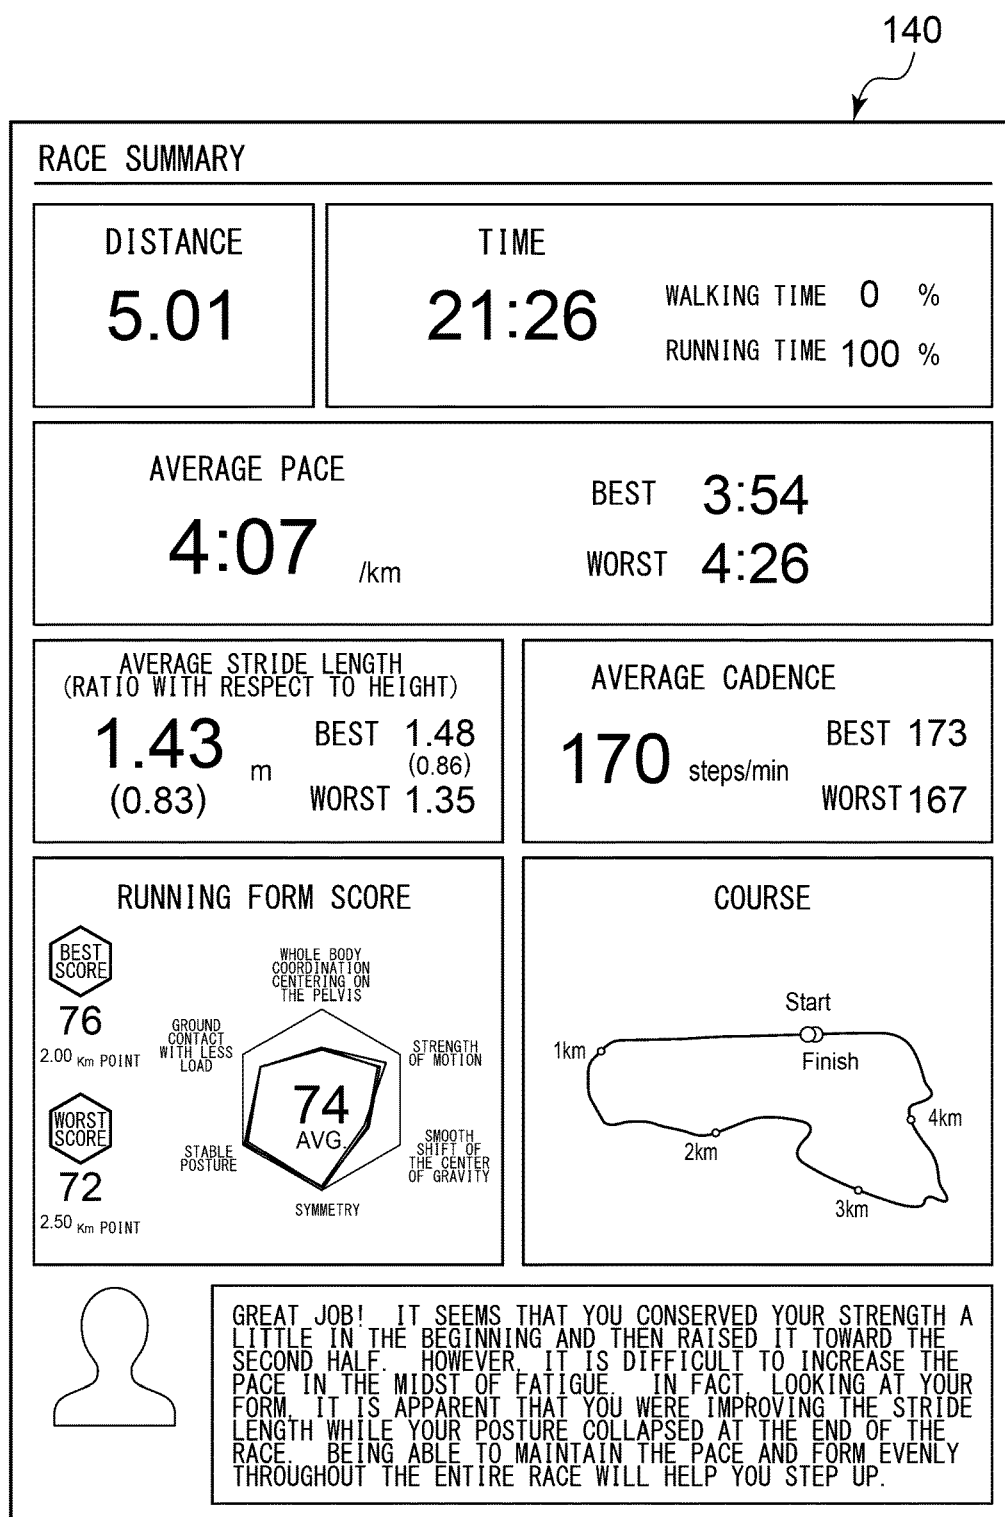 140
RACE SUMMARY
DISTANCE
5.01
TIME
21:26
WALKING TIME 0 %
RUNNING TIME 100 %
AVERAGE PACE
4:07 /km
BEST 3:54
WORST 4:26
AVERAGE STRIDE LENGTH
(RATIO WITH RESPECT TO HEIGHT)
1.43 m
(0.83)
BEST 1.48
(0.86)
WORST 1.35
AVERAGE CADENCE
170 steps/min
BEST 173
WORST 167
RUNNING FORM SCORE
BEST
SCORE
76
2.00 Km POINT
WORST
SCORE
72
2.50 Km POINT
WHOLE BODY
COORDINATION
CENTERING ON
THE PELVIS
GROUND
CONTACT
WITH LESS
LOAD
STRENGTH
OF MOTION
74
AVG.
STABLE
POSTURE
SMOOTH
SHIFT OF
THE CENTER
OF GRAVITY
SYMMETRY
COURSE
Start
Finish
1km
2km
3km
4km
GREAT JOB! IT SEEMS THAT YOU CONSERVED YOUR STRENGTH A
LITTLE IN THE BEGINNING AND THEN RAISED IT TOWARD THE
SECOND HALF. HOWEVER, IT IS DIFFICULT TO INCREASE THE
PACE IN THE MIDST OF FATIGUE. IN FACT, LOOKING AT YOUR
FORM, IT IS APPARENT THAT YOU WERE IMPROVING THE STRIDE
LENGTH WHILE YOUR POSTURE COLLAPSED AT THE END OF THE
RACE. BEING ABLE TO MAINTAIN THE PACE AND FORM EVENLY
THROUGHOUT THE ENTIRE RACE WILL HELP YOU STEP UP.